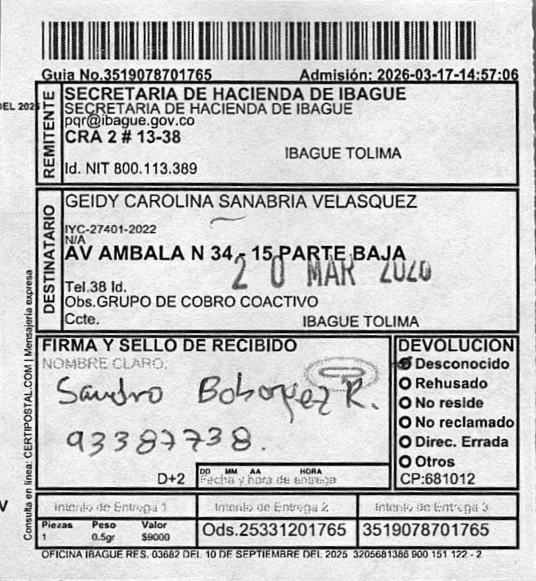 Guia No.3519078701765 Admisión: 2026-03-17-14:57:06
REMITENTE
SECRETARIA DE HACIENDA DE IBAGUE
SECRETARIA DE HACIENDA DE IBAGUE
pqr@ibague.gov.co
CRA 2 # 13-38
IBAGUE TOLIMA
Id. NIT 800.113.389
DESTINATARIO
GEIDY CAROLINA SANABRIA VELASQUEZ
IYC-27401-2022
N/A
AV AMBALA N 34 - 15 PARTE BAJA
20 MAR 2026
Tel.38 Id.
Obs.GRUPO DE COBRO COACTIVO
Ccte. IBAGUE TOLIMA
Consulta en línea: CERTIPOSTAL.COM | Mensajería expresa
FIRMA Y SELLO DE RECIBIDO
NOMBRE CLARO:
Sandro
R.
93387738.
D+2
DD MM AA HORA
Fecha y hora de entrega
DEVOLUCION
Desconocido
Rehusado
No reside
No reclamado
Direc. Errada
Otros
CP:681012
Intento de Entrega 1 Intento de Entrega 2 Intento de Entrega 3
Piezas Peso Valor
1 0.5gr $9000
Ods.25331201765 3519078701765
OFICINA IBAGUE RES. 03682 DEL 10 DE SEPTIEMBRE DEL 2025 3205681386 900 151 122 - 2